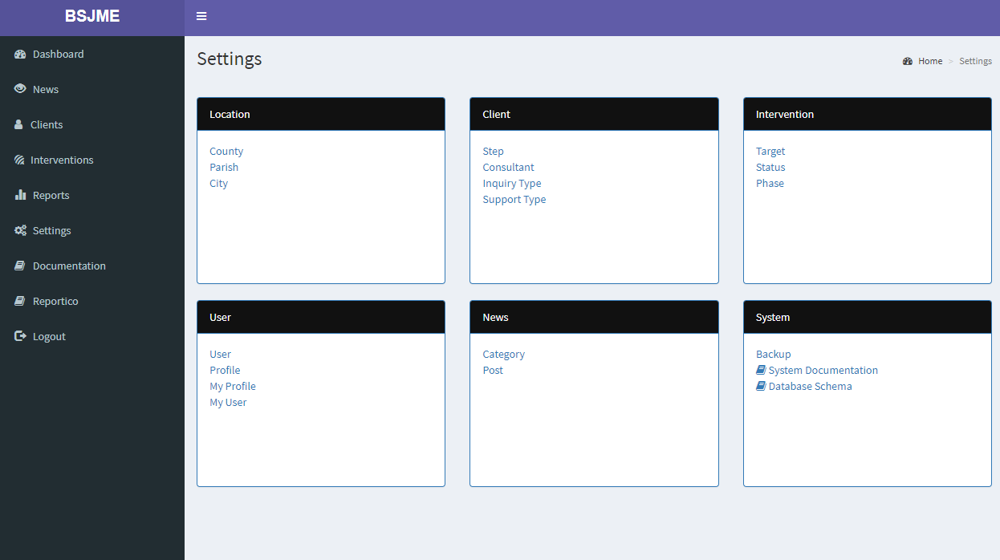 BSJME
Dashboard
News
Clients
Interventions
Reports
Settings
Documentation
Reportico
Logout
Settings
Home > Settings
Location
County
Parish
City
Client
Step
Consultant
Inquiry Type
Support Type
Intervention
Target
Status
Phase
User
User
Profile
My Profile
My User
News
Category
Post
System
Backup
System Documentation
Database Schema